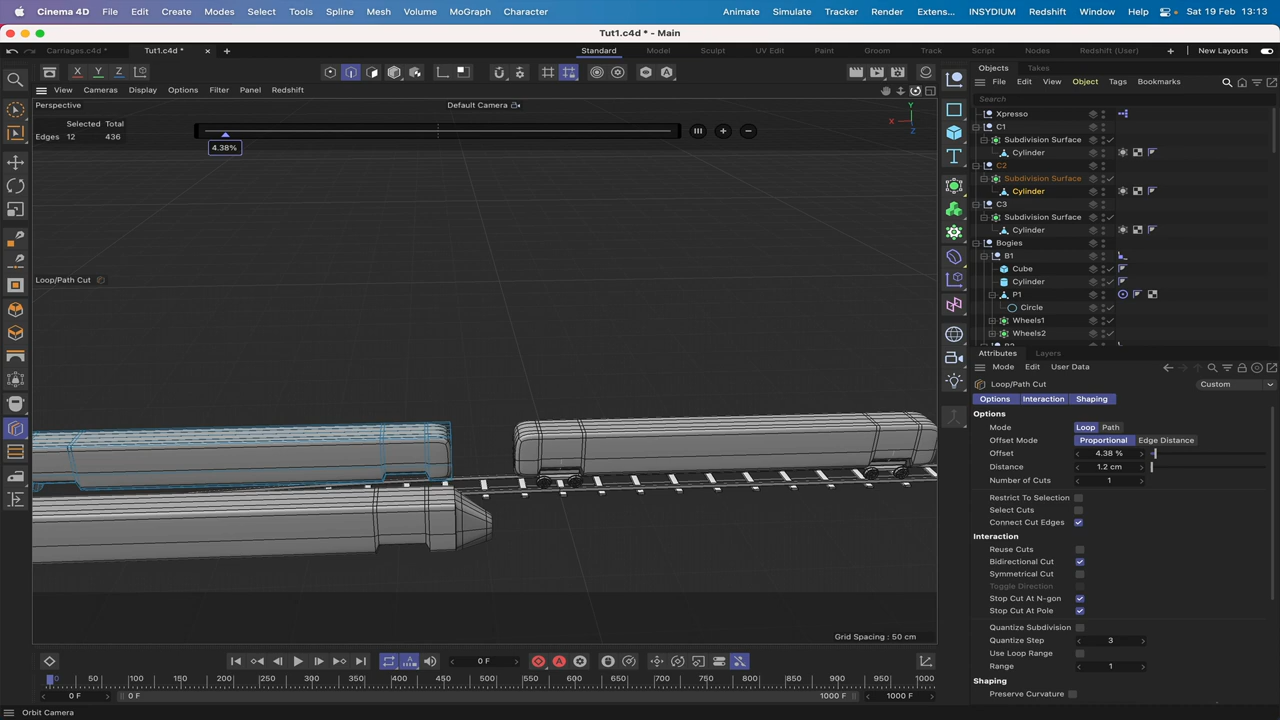 Cinema 4D File Edit Create Modes Select Tools Spline Mesh Volume MoGraph Character Animate Simulate Tracker Render Extens... INSYDIUM Redshift Window Help Sat 19 Feb 13:13
Tut1.c4d * - Main
Carriages.c4d * Tut1.c4d * Standard Model Sculpt UV Edit Paint Groom Track Script Nodes Redshift (User) New Layouts
X Y Z
Objects Takes
File Edit View Object Tags Bookmarks
View Cameras Display Options Filter Panel Redshift
Search
Perspective Default Camera
Selected Total
Edges 12 436
4.38%
Y
X
Z
Loop/Path Cut
Grid Spacing : 50 cm
Xpresso
C1
Subdivision Surface
Cylinder
C2
Subdivision Surface
Cylinder
C3
Subdivision Surface
Cylinder
Bogies
B1
Cube
Cylinder
P1
Circle
Wheels1
Wheels2
Attributes Layers
Mode Edit User Data
Loop/Path Cut Custom
Options Interaction Shaping
Options
Mode Loop Path
Offset Mode Proportional Edge Distance
Offset 4.38 %
Distance 1.2 cm
Number of Cuts 1
Restrict To Selection
Select Cuts
Connect Cut Edges
Interaction
Reuse Cuts
Bidirectional Cut
Symmetrical Cut
Toggle Direction
Stop Cut At N-gon
Stop Cut At Pole
Quantize Subdivision
Quantize Step 3
Use Loop Range
Range 1
Shaping
Preserve Curvature
0 F
0 50 100 150 200 250 300 350 400 450 500 550 600 650 700 750 800 850 900 950 1000
0 F 0 F 1000 F 1000 F
Orbit Camera